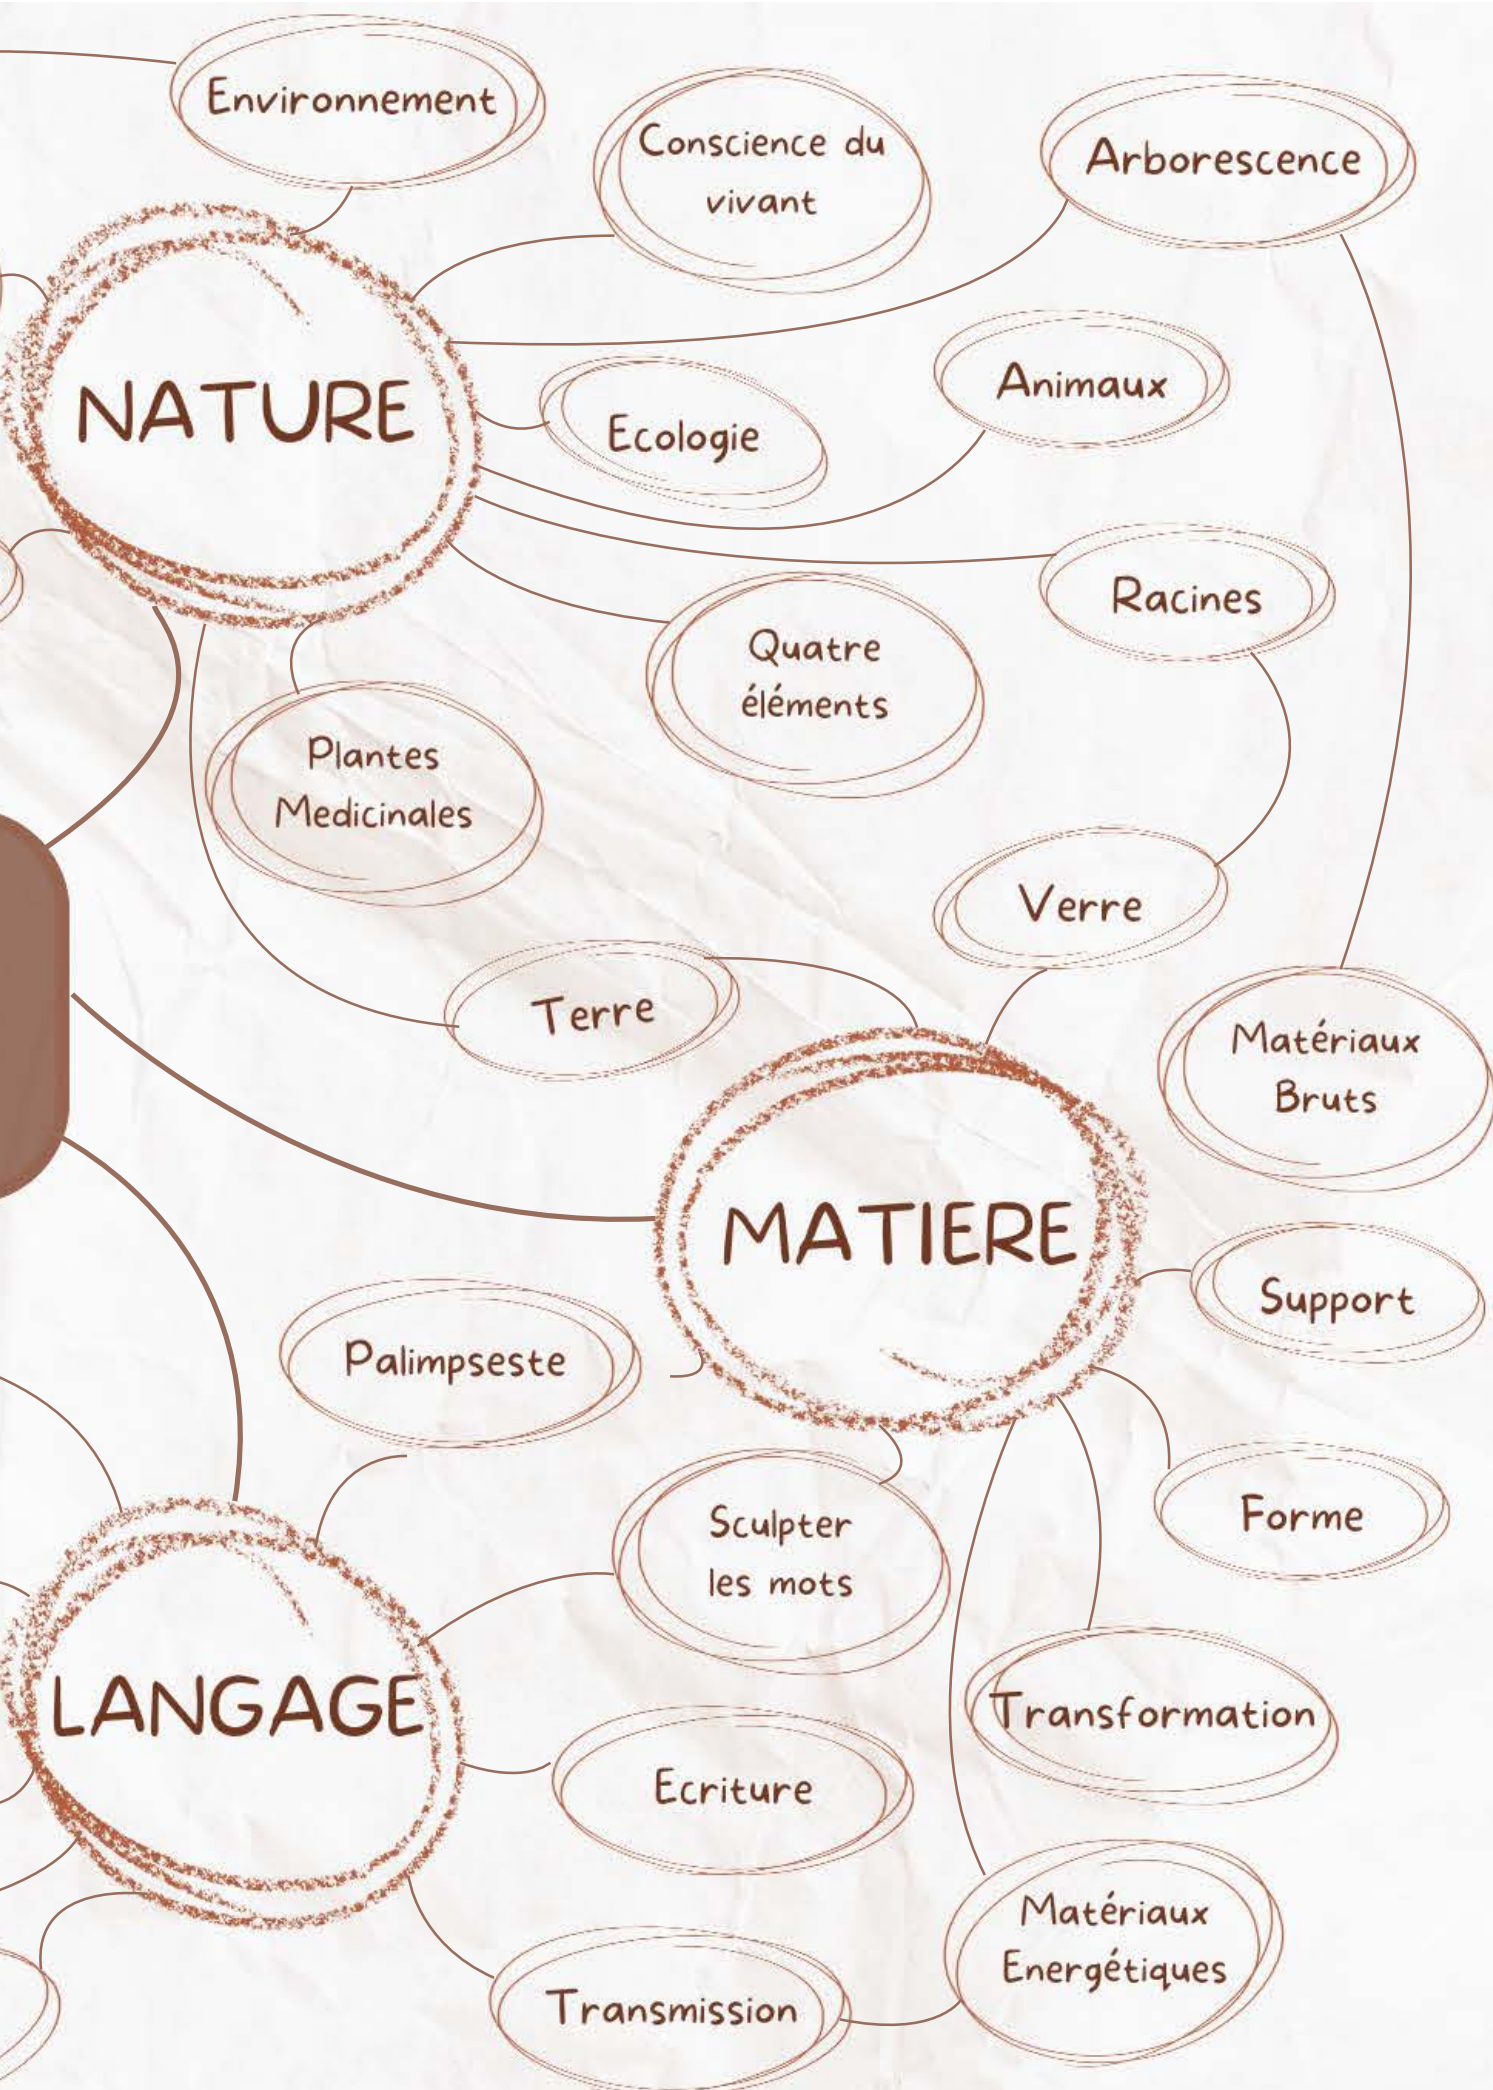 Environnement
Conscience du
vivant
Arborescence
NATURE
Animaux
Ecologie
Racines
Quatre
éléments
Plantes
Medicinales
Verre
Terre
Matériaux
Bruts
MATIERE
Support
Palimpseste
Forme
Sculpter
les mots
LANGAGE
Transformation
Ecriture
Matériaux
Energétiques
Transmission